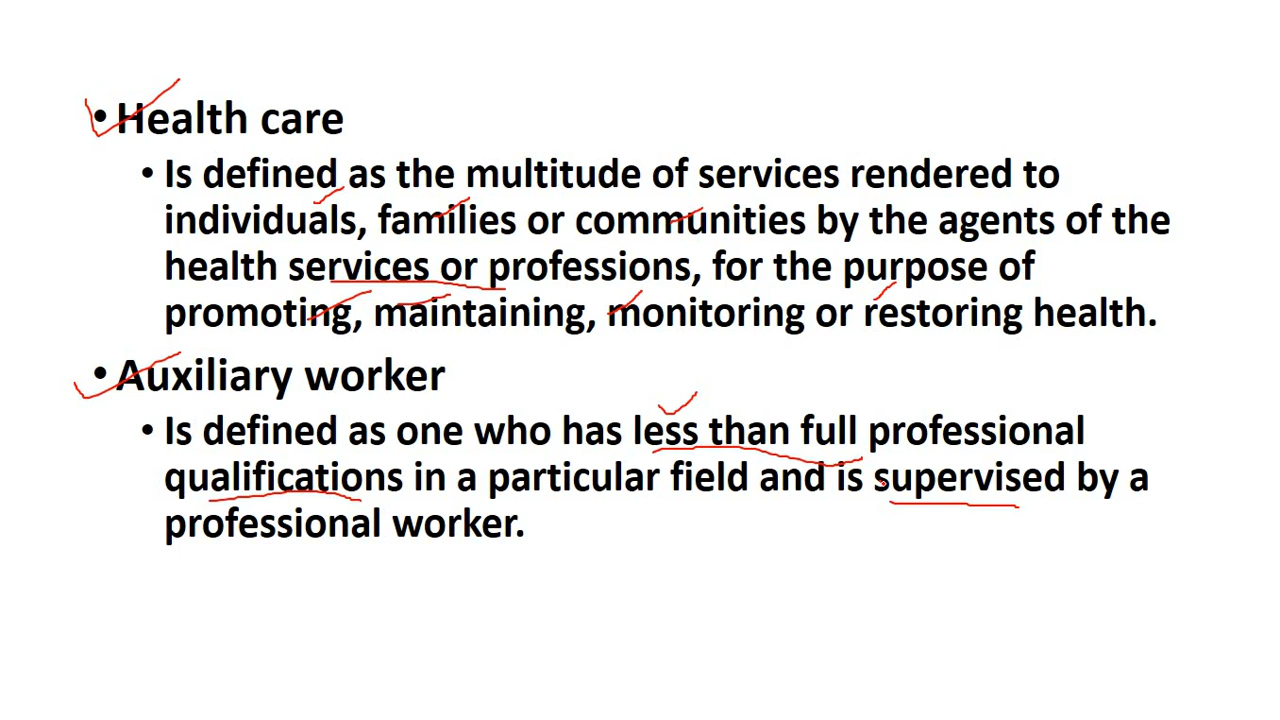 • Health care
• Is defined as the multitude of services rendered to
individuals, families or communities by the agents of the
health services or professions, for the purpose of
promoting, maintaining, monitoring or restoring health.
• Auxiliary worker
• Is defined as one who has less than full professional
qualifications in a particular field and is supervised by a
professional worker.